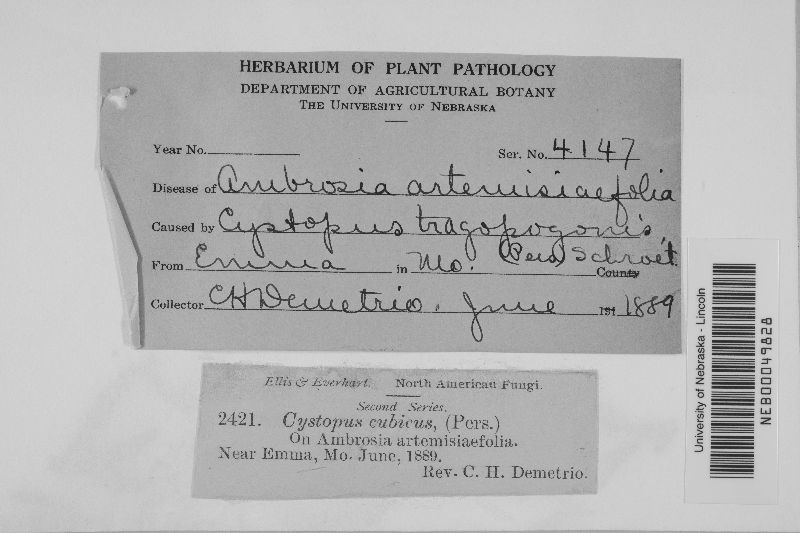 HERBARIUM OF PLANT PATHOLOGY
DEPARTMENT OF AGRICULTURAL BOTANY
THE UNIVERSITY OF NEBRASKA
Year No.
Ser. No. 4147
Disease of Ambrosia artemisiaefolia
Caused by Cystopus tragopogonis,
(Pers) Schroet.
From Emma in Mo. County
Collector CH Demetrio. June 191 1889
Ellis & Everhart. North American Fungi.
Second Series.
2421. Cystopus cubicus, (Pers.)
On Ambrosia artemisiaefolia.
Near Emma, Mo. June, 1889.
Rev. C. H. Demetrio.
University of Nebraska - Lincoln
NEB00049828